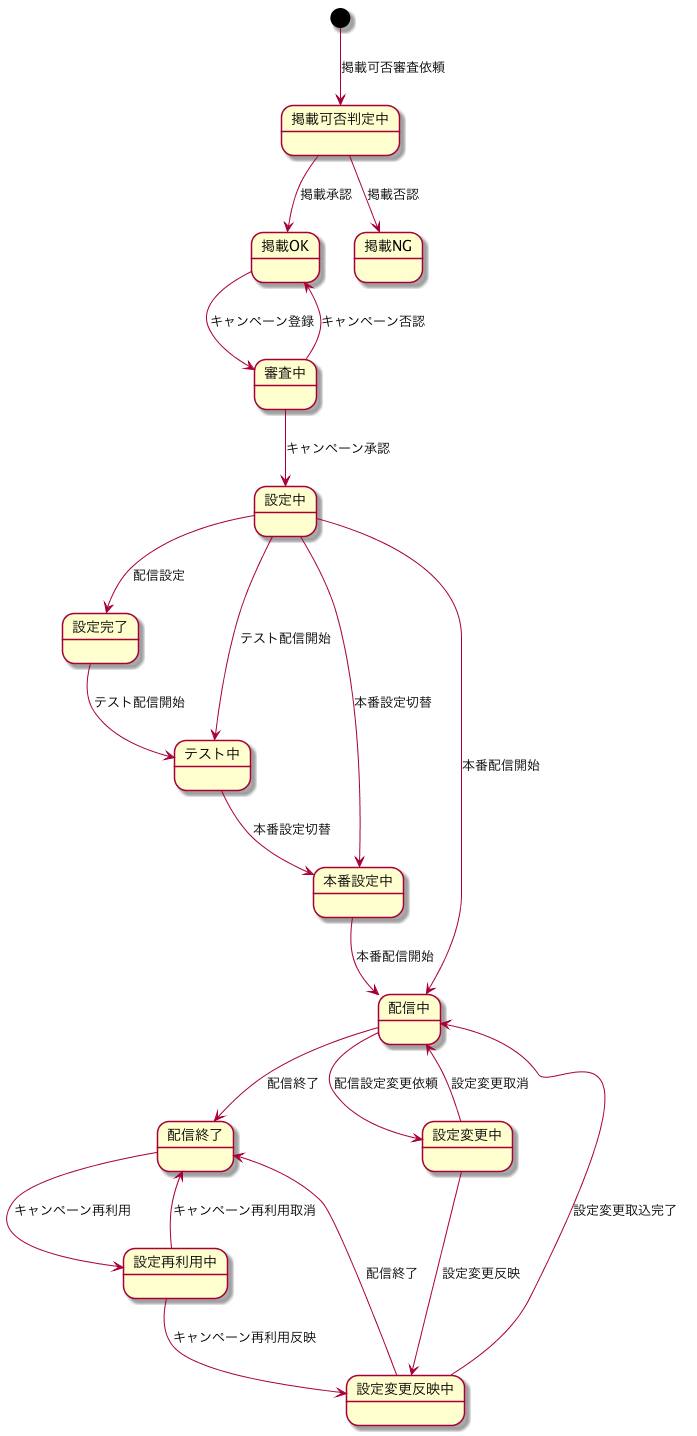 掲載可否審査依頼
掲載可否判定中
掲載承認
掲載否認
掲載OK
掲載NG
キャンペーン登録
キャンペーン否認
審査中
キャンペーン承認
設定中
配信設定
設定完了
テスト配信開始
テスト配信開始
本番設定切替
テスト中
本番配信開始
本番設定切替
本番設定中
本番配信開始
配信中
配信終了
配信設定変更依頼
設定変更取消
配信終了
設定変更中
キャンペーン再利用
キャンペーン再利用取消
設定変更取込完了
設定再利用中
配信終了
設定変更反映
キャンペーン再利用反映
設定変更反映中